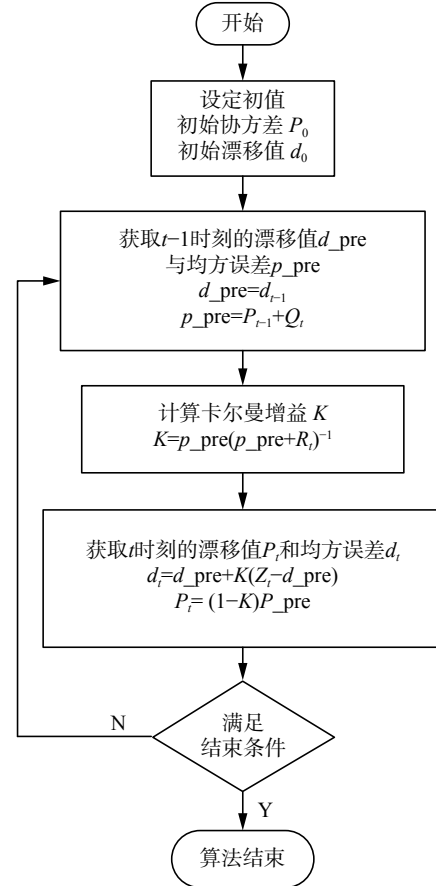 开始
设定初值
初始协方差 P₀
初始漂移值 d₀
获取t−1时刻的漂移值d_pre
与均方误差p_pre
d_pre=dₜ₋₁
p_pre=Pₜ₋₁+Qₜ
计算卡尔曼增益 K
K=p_pre(p_pre+Rₜ)⁻¹
获取t时刻的漂移值Pₜ和均方误差dₜ
dₜ=d_pre+K(Zₜ−d_pre)
Pₜ= (1−K)P_pre
N
满足
结束条件
Y
算法结束